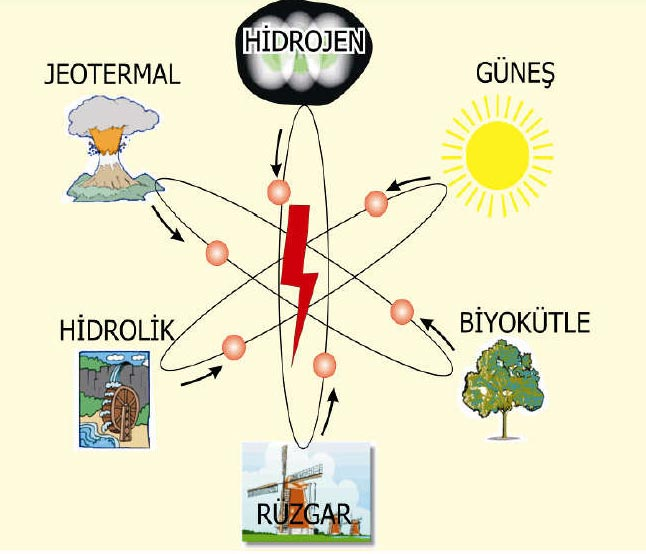 HİDROJEN
JEOTERMAL
GÜNEŞ
HİDROLİK
BİYOKÜTLE
RÜZGAR